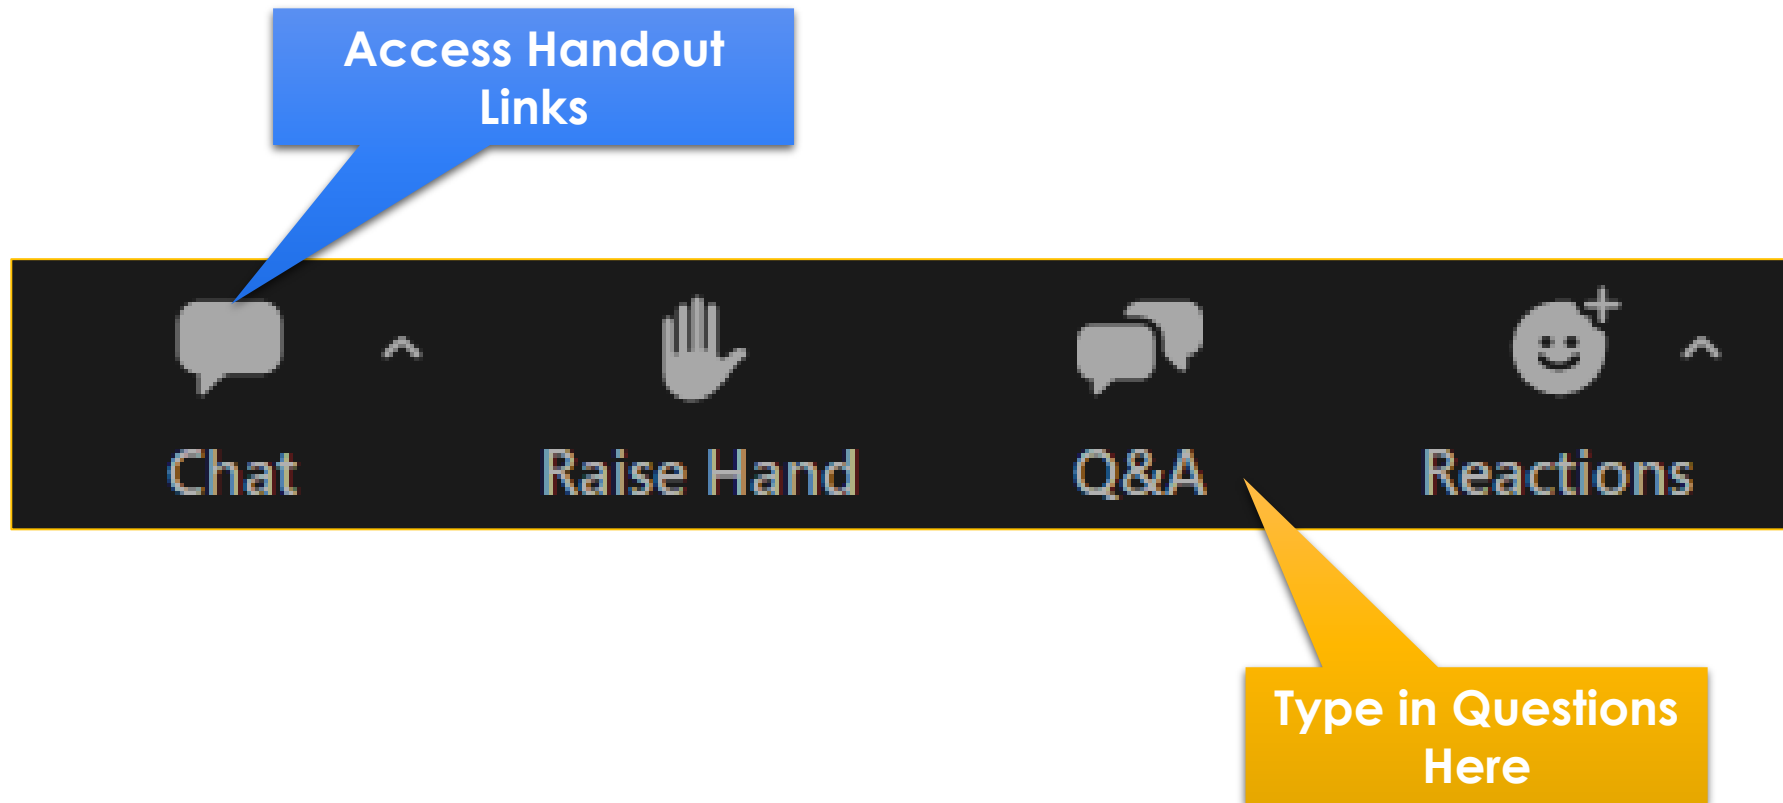 Access Handout
Links
Chat
Raise Hand
Q&A
Reactions
Type in Questions
Here